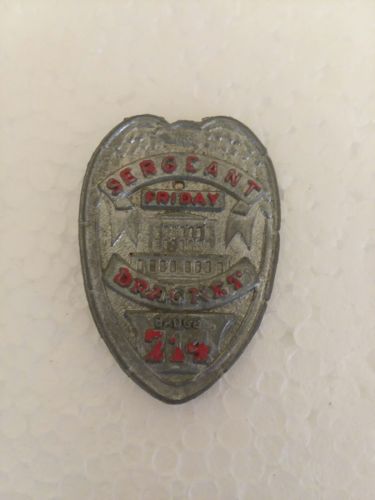 SERGEANT
FRIDAY
DRAGNET
BADGE
714